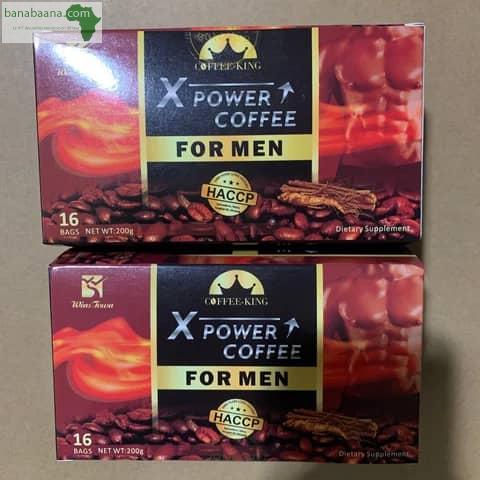 banabaana.com
COFFEE-KING
X POWER
COFFEE
FOR MEN
HACCP
16
BAGS NET WT:200g
Dietary Supplement
Wins Town
COFFEE-KING
X POWER
COFFEE
FOR MEN
HACCP
16
BAGS NET WT:200g
Dietary Supplement